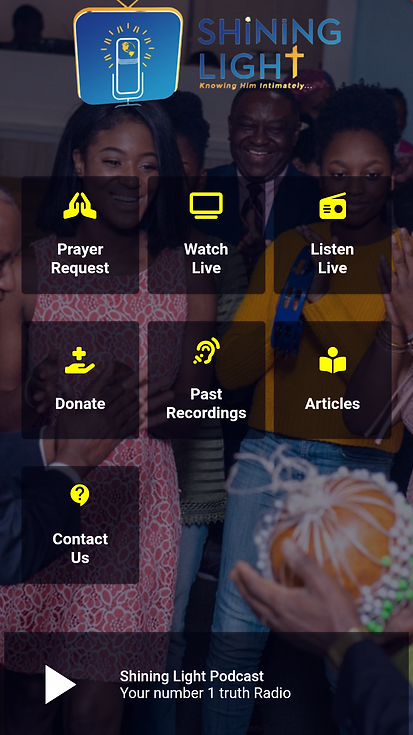 SHiNING
LIGHt
Knowing Him Intimately...
Prayer
Request
Watch
Live
Listen
Live
Donate
Past
Recordings
Articles
Contact
Us
Shining Light Podcast
Your number 1 truth Radio